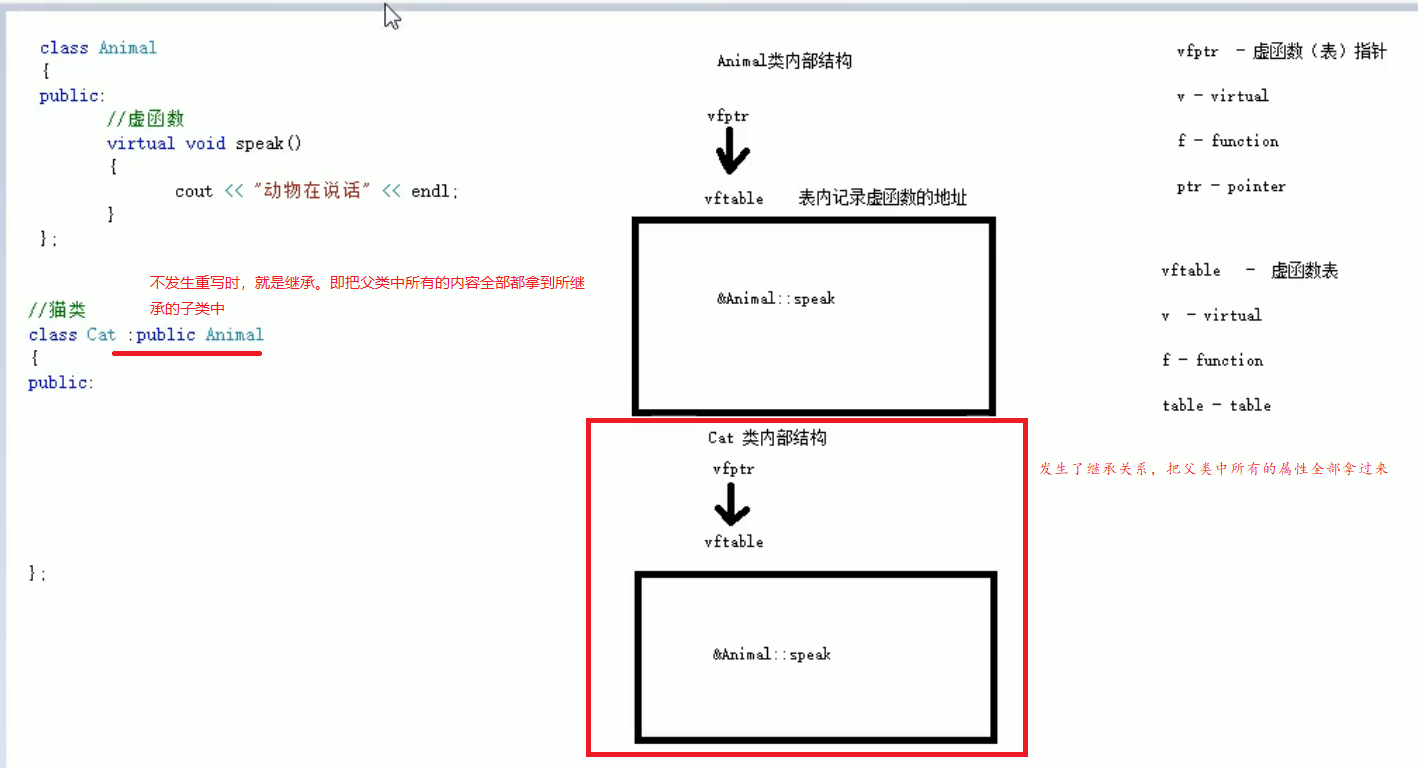 class Animal
{
public:
//虚函数
virtual void speak()
{
cout << "动物在说话" << endl;
}
};
不发生重写时，就是继承。即把父类中所有的内容全部都拿到所继
承的子类中
//猫类
class Cat :public Animal
{
public:
};
Animal类内部结构
vfptr
vftable 表内记录虚函数的地址
&Animal::speak
Cat 类内部结构
vfptr
vftable
&Animal::speak
vfptr - 虚函数（表）指针
v - virtual
f - function
ptr - pointer
vftable - 虚函数表
v - virtual
f - function
table - table
发生了继承关系，把父类中所有的属性全部拿过来